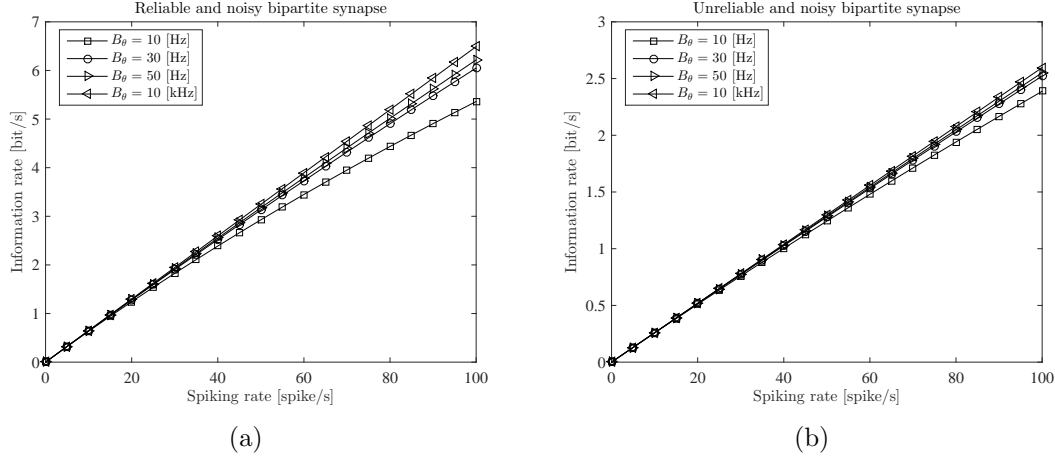 Reliable and noisy bipartite synapse
7
6
5
4
3
2
1
0
Information rate [bit/s]
B_θ = 10 [Hz]
B_θ = 30 [Hz]
B_θ = 50 [Hz]
B_θ = 10 [kHz]
0 20 40 60 80 100
Spiking rate [spike/s]
(a)
Unreliable and noisy bipartite synapse
3
2.5
2
1.5
1
0.5
0
Information rate [bit/s]
B_θ = 10 [Hz]
B_θ = 30 [Hz]
B_θ = 50 [Hz]
B_θ = 10 [kHz]
0 20 40 60 80 100
Spiking rate [spike/s]
(b)